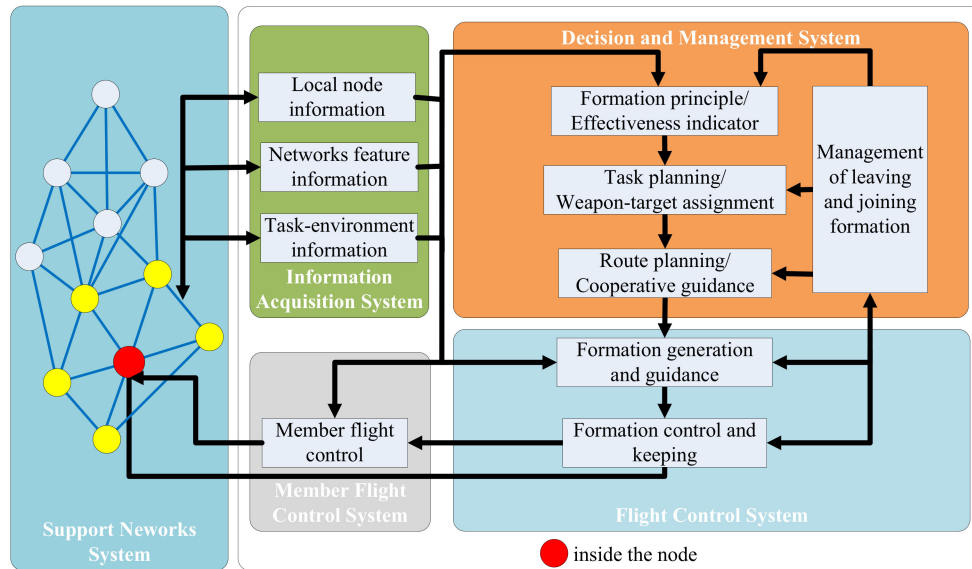 Support Neworks
System
Local node
information
Networks feature
information
Task-environment
information
Information
Acquisition System
Decision and Management System
Formation principle/
Effectiveness indicator
Task planning/
Weapon-target assignment
Route planning/
Cooperative guidance
Management
of leaving
and joining
formation
Member flight
control
Member Flight
Control System
Formation generation
and guidance
Formation control and
keeping
Flight Control System
inside the node